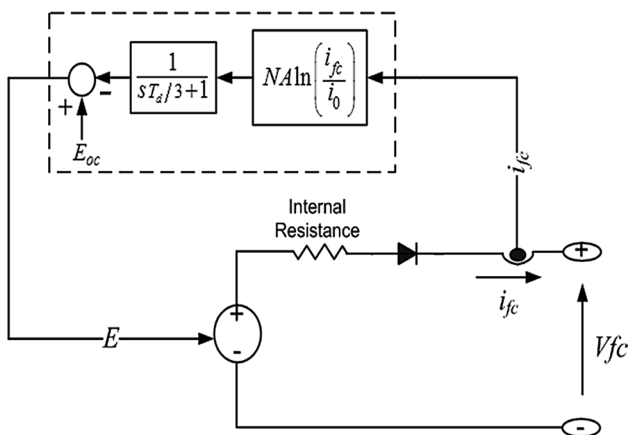 1
sT_d/3+1
NA ln(i_fc/i_0)
+
-
E_oc
i_fc
Internal
Resistance
+
i_fc
E
+
-
Vfc
-